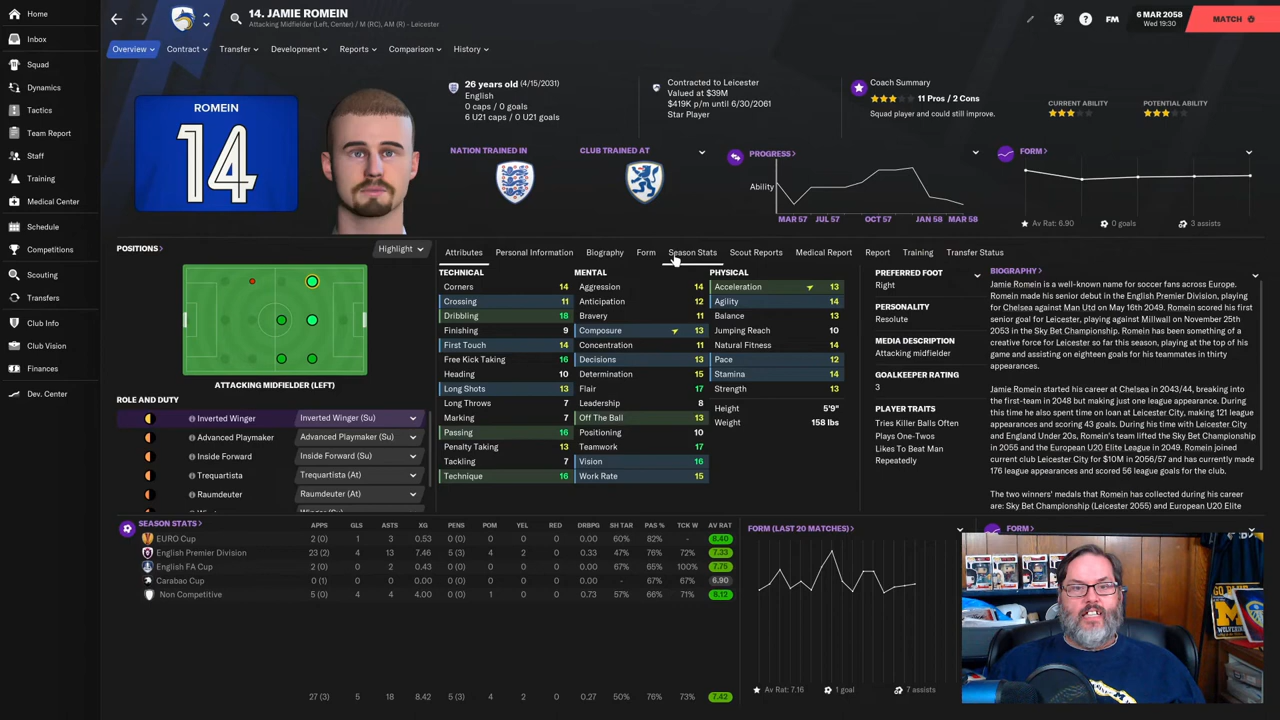 Home
Inbox
Squad
Dynamics
Tactics
Team Report
Staff
Training
Medical Center
Schedule
Competitions
Scouting
Transfers
Club Info
Club Vision
Finances
Dev. Center
14. JAMIE ROMEIN
Attacking Midfielder (Left, Center) / M (RC), AM (R) - Leicester
FM
6 MAR 2058
Wed 19:30
MATCH
Overview
Contract
Transfer
Development
Reports
Comparison
History
ROMEIN
14
26 years old (4/15/2031)
English
0 caps / 0 goals
6 U21 caps / 0 U21 goals
Contracted to Leicester
Valued at $39M
$419K p/m until 6/30/2061
Star Player
Coach Summary
11 Pros / 2 Cons
Squad player and could still improve.
CURRENT ABILITY
POTENTIAL ABILITY
NATION TRAINED IN
CLUB TRAINED AT
PROGRESS>
Ability
MAR 57 JUL 57 OCT 57 JAN 58 MAR 58
FORM>
Av Rat: 6.90 0 goals 3 assists
POSITIONS>
Highlight
ATTACKING MIDFIELDER (LEFT)
ROLE AND DUTY
Inverted Winger Inverted Winger (Su)
Advanced Playmaker Advanced Playmaker (Su)
Inside Forward Inside Forward (Su)
Trequartista Trequartista (At)
Raumdeuter Raumdeuter (At)
Attributes Personal Information Biography Form Season Stats Scout Reports Medical Report Report Training Transfer Status
TECHNICAL
Corners 14
Crossing 11
Dribbling 18
Finishing 9
First Touch 14
Free Kick Taking 16
Heading 10
Long Shots 13
Long Throws 7
Marking 7
Passing 16
Penalty Taking 13
Tackling 7
Technique 16
MENTAL
Aggression 14
Anticipation 12
Bravery 11
Composure 13
Concentration 11
Decisions 13
Determination 15
Flair 17
Leadership 8
Off The Ball 13
Positioning 10
Teamwork 17
Vision 16
Work Rate 15
PHYSICAL
Acceleration 13
Agility 14
Balance 13
Jumping Reach 10
Natural Fitness 14
Pace 12
Stamina 14
Strength 13
Height 5'9"
Weight 158 lbs
PREFERRED FOOT
Right
PERSONALITY
Resolute
MEDIA DESCRIPTION
Attacking midfielder
GOALKEEPER RATING
3
PLAYER TRAITS
Tries Killer Balls Often
Plays One-Twos
Likes To Beat Man
Repeatedly
BIOGRAPHY>
Jamie Romein is a well-known name for soccer fans across Europe.
Romein made his senior debut in the English Premier Division, playing
for Chelsea against Man Utd on May 16th 2049. Romein scored his first
senior goal for Leicester, playing against Millwall on November 25th
2053 in the Sky Bet Championship. Romein has been something of a
creative force for Leicester so far this season, playing at the top of his
game and assisting on eighteen goals for his teammates in thirty
appearances.
Jamie Romein started his career at Chelsea in 2043/44, breaking into
the first-team in 2048 but making just one league appearance. During
this time he also spent time on loan at Leicester City, making 121 league
appearances and scoring 43 goals. During his time with Leicester City
and England Under 20s, Romein's team lifted the Sky Bet Championship
in 2055 and the European U20 Elite League in 2049. Romein joined
current club Leicester City for $10M in 2056/57 and has currently made
176 league appearances and scored 56 league goals for the club.
The two winners' medals that Romein has collected during his career
are: Sky Bet Championship (Leicester 2055) and European U20 Elite
SEASON STATS>
APPS GLS ASTS XG PENS POM YEL RED DRBPG SH TAR PAS % TCK W AV RAT
EURO Cup 2 (0) 1 3 0.53 0 (0) 0 0 0 0.00 60% 82% - 8.40
English Premier Division 23 (2) 4 13 7.46 5 (3) 4 2 0 0.33 47% 76% 72% 7.33
English FA Cup 2 (0) 0 2 0.43 0 (0) 0 0 0 0.00 67% 65% 100% 7.75
Carabao Cup 0 (1) 0 0 0.00 0 (0) 0 0 0 0.00 - 67% 67% 6.90
Non Competitive 5 (0) 4 4 4.00 0 (0) 1 0 0 0.73 57% 66% 71% 8.12
27 (3) 5 18 8.42 5 (3) 4 2 0 0.27 50% 76% 73% 7.42
FORM (LAST 20 MATCHES)>
Av Rat: 7.16 1 goal 7 assists
FORM>
GO BLUE
M
WOLVERINES